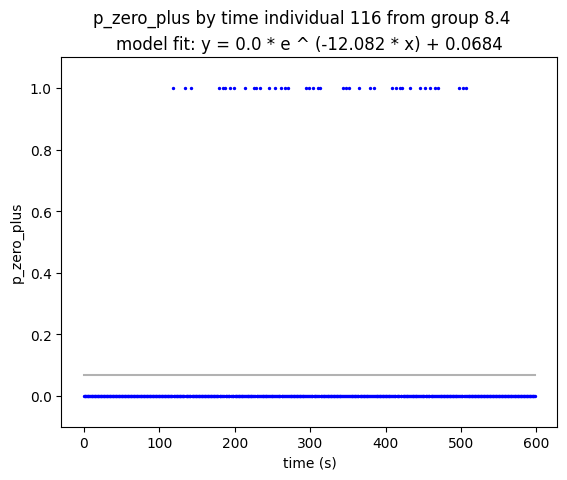 p_zero_plus by time individual 116 from group 8.4
model fit: y = 0.0 * e ^ (-12.082 * x) + 0.0684
1.0
0.8
0.6
0.4
0.2
0.0
p_zero_plus
0 100 200 300 400 500 600
time (s)